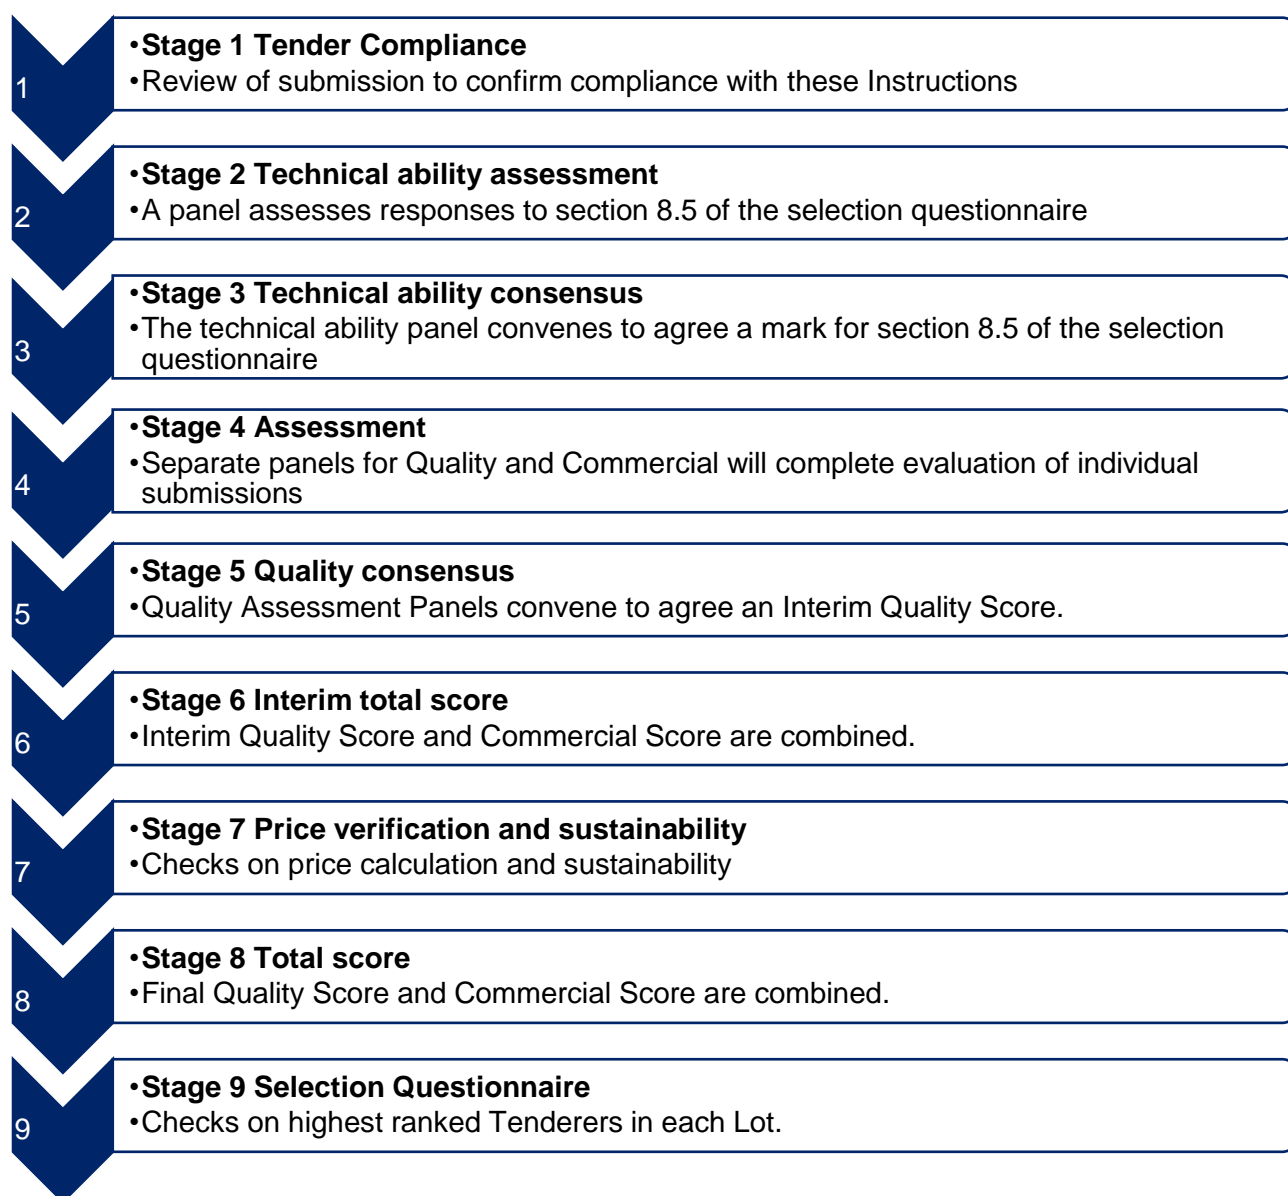 1
•Stage 1 Tender Compliance
•Review of submission to confirm compliance with these Instructions
2
•Stage 2 Technical ability assessment
•A panel assesses responses to section 8.5 of the selection questionnaire
3
•Stage 3 Technical ability consensus
•The technical ability panel convenes to agree a mark for section 8.5 of the selection
questionnaire
4
•Stage 4 Assessment
•Separate panels for Quality and Commercial will complete evaluation of individual
submissions
5
•Stage 5 Quality consensus
•Quality Assessment Panels convene to agree an Interim Quality Score.
6
•Stage 6 Interim total score
•Interim Quality Score and Commercial Score are combined.
7
•Stage 7 Price verification and sustainability
•Checks on price calculation and sustainability
8
•Stage 8 Total score
•Final Quality Score and Commercial Score are combined.
9
•Stage 9 Selection Questionnaire
•Checks on highest ranked Tenderers in each Lot.